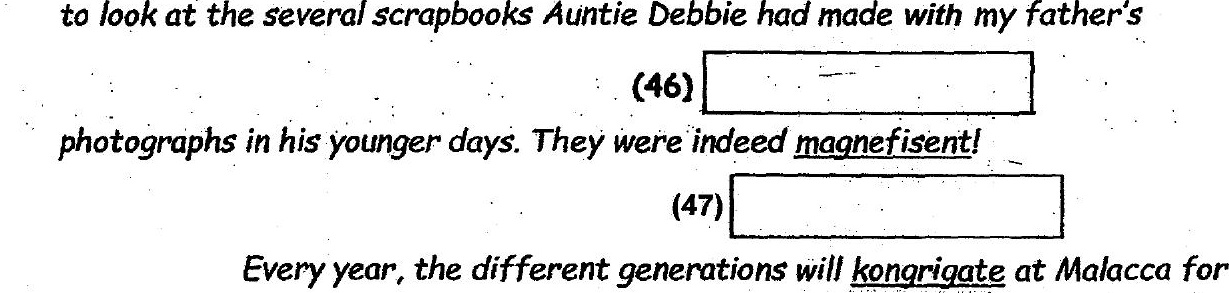 to look at the several scrapbooks Auntie Debbie had made with my father's
(46)
photographs in his younger days. They were indeed magnefisent!
(47)
Every year, the different generations will kongrigate at Malacca for